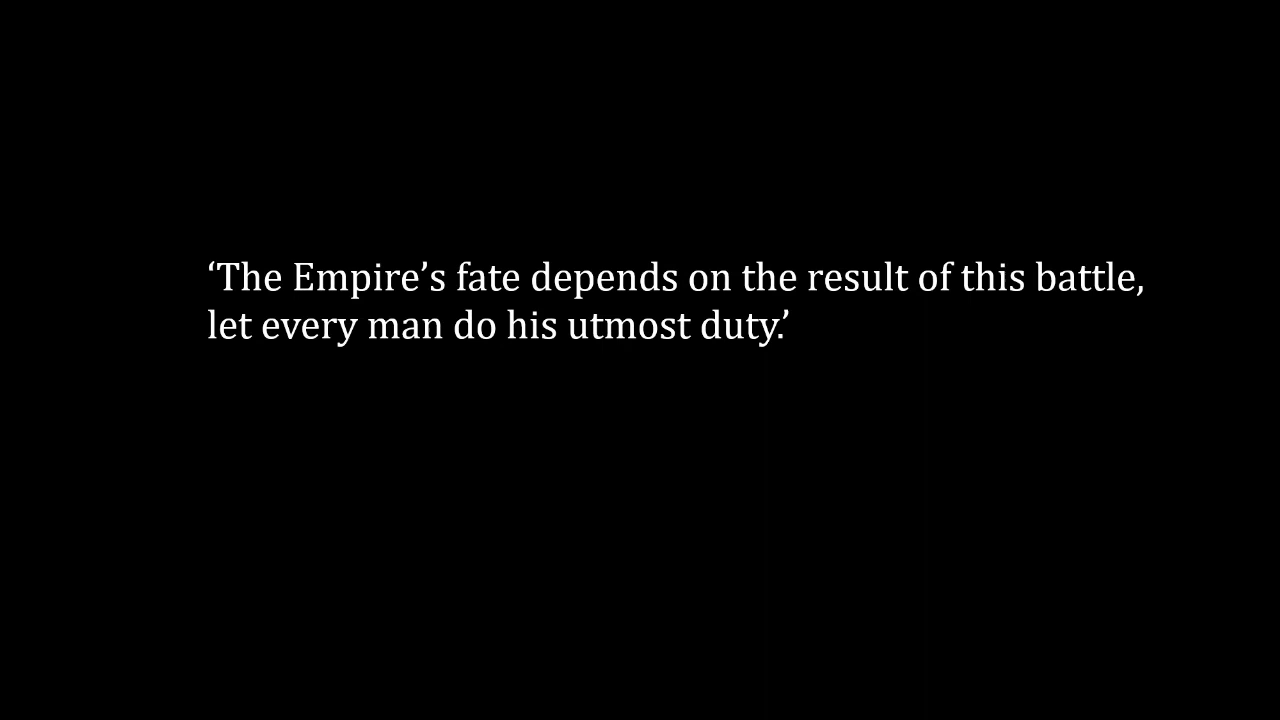 ‘The Empire’s fate depends on the result of this battle,
let every man do his utmost duty.’